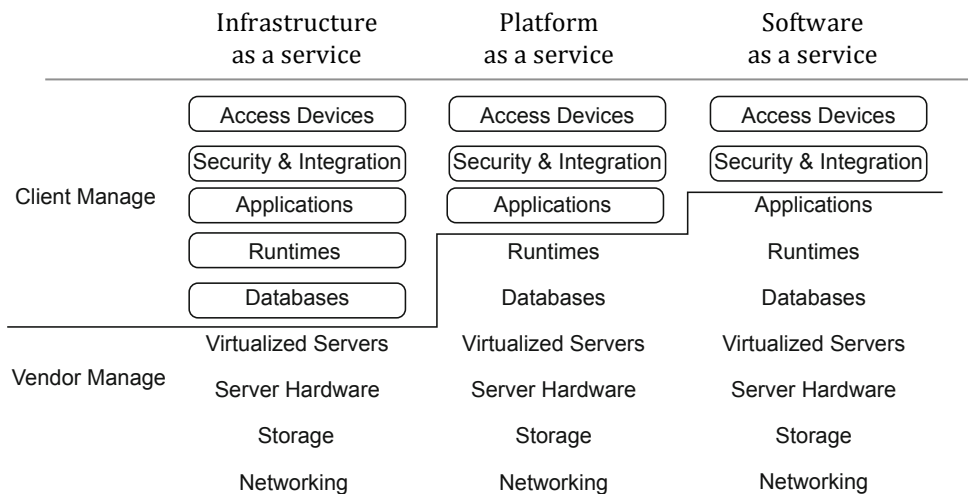 Infrastructure
as a service
Platform
as a service
Software
as a service
Access Devices
Access Devices
Access Devices
Security & Integration
Security & Integration
Security & Integration
Client Manage
Applications
Applications
Applications
Runtimes
Runtimes
Runtimes
Databases
Databases
Databases
Virtualized Servers
Virtualized Servers
Virtualized Servers
Vendor Manage
Server Hardware
Server Hardware
Server Hardware
Storage
Storage
Storage
Networking
Networking
Networking